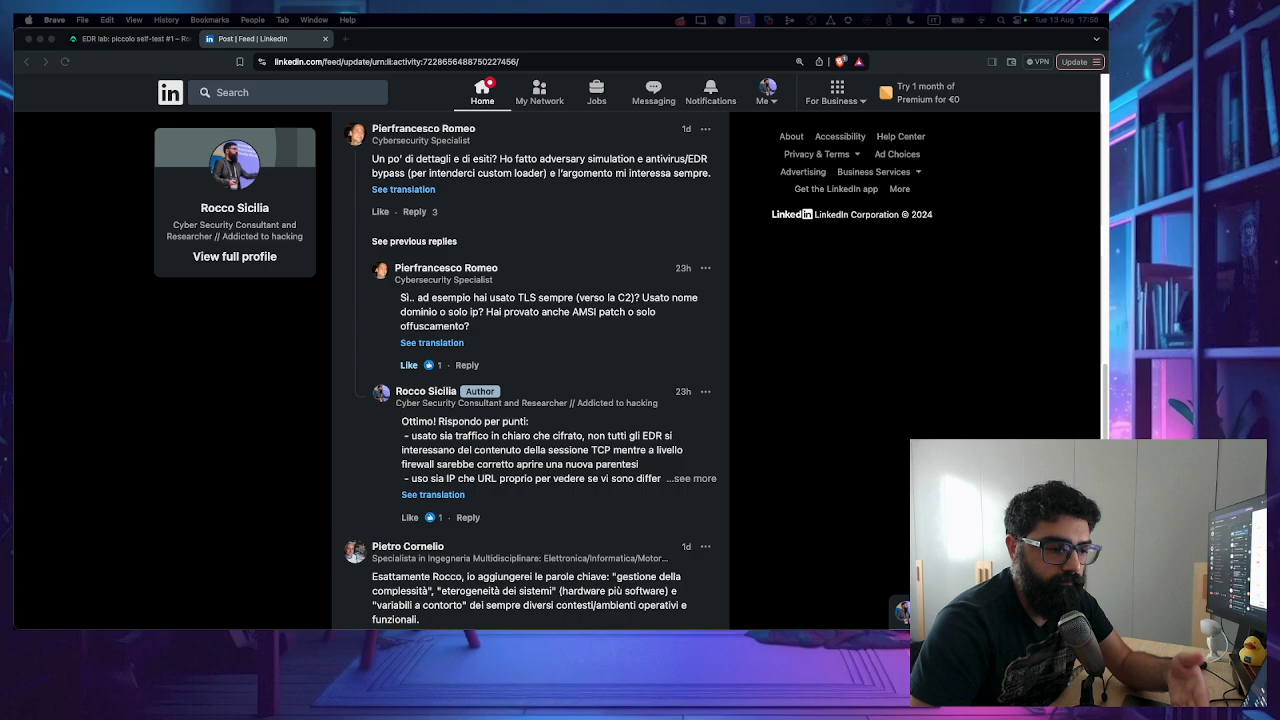 Brave File Edit View History Bookmarks People Tab Window Help
IT
Tue 13 Aug 17:56
EDR lab: piccolo self-test #1 – Ro
Post | Feed | LinkedIn
linkedin.com/feed/update/urn:li:activity:7228656488750227456/
VPN
Update
in
Search
Home
My Network
Jobs
Messaging
Notifications
Me
For Business
Try 1 month of
Premium for €0
Rocco Sicilia
Cyber Security Consultant and
Researcher // Addicted to hacking
View full profile
Pierfrancesco Romeo
1d
Cybersecurity Specialist
Un po' di dettagli e di esiti? Ho fatto adversary simulation e antivirus/EDR
bypass (per intenderci custom loader) e l'argomento mi interessa sempre.
See translation
Like · Reply 3
See previous replies
Pierfrancesco Romeo
23h
Cybersecurity Specialist
Sì.. ad esempio hai usato TLS sempre (verso la C2)? Usato nome
dominio o solo ip? Hai provato anche AMSI patch o solo
offuscamento?
See translation
Like 1 · Reply
Rocco Sicilia Author
23h
Cyber Security Consultant and Researcher // Addicted to hacking
Ottimo! Rispondo per punti:
- usato sia traffico in chiaro che cifrato, non tutti gli EDR si
interessano del contenuto della sessione TCP mentre a livello
firewall sarebbe corretto aprire una nuova parentesi
- uso sia IP che URL proprio per vedere se vi sono differ ...see more
See translation
Like 1 · Reply
Pietro Cornelio
1d
Specialista in Ingegneria Multidisciplinare: Elettronica/Informatica/Motor...
Esattamente Rocco, io aggiungerei le parole chiave: "gestione della
complessità", "eterogeneità dei sistemi" (hardware più software) e
"variabili a contorto" dei sempre diversi contesti/ambienti operativi e
funzionali.
About Accessibility Help Center
Privacy & Terms Ad Choices
Advertising Business Services
Get the LinkedIn app More
LinkedIn LinkedIn Corporation © 2024